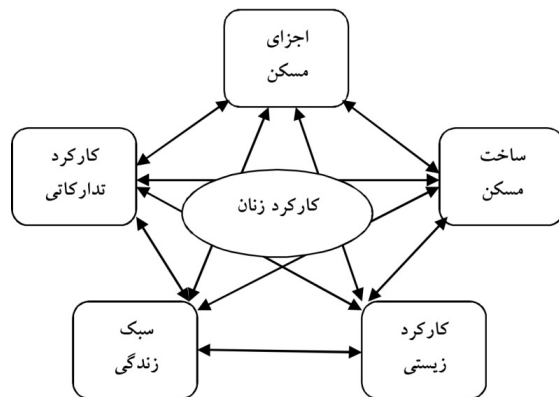 اجزای
مسکن
ساخت
مسکن
کارکرد
تدارکاتی
کارکرد زنان
کارکرد
زیستی
سبک
زندگی